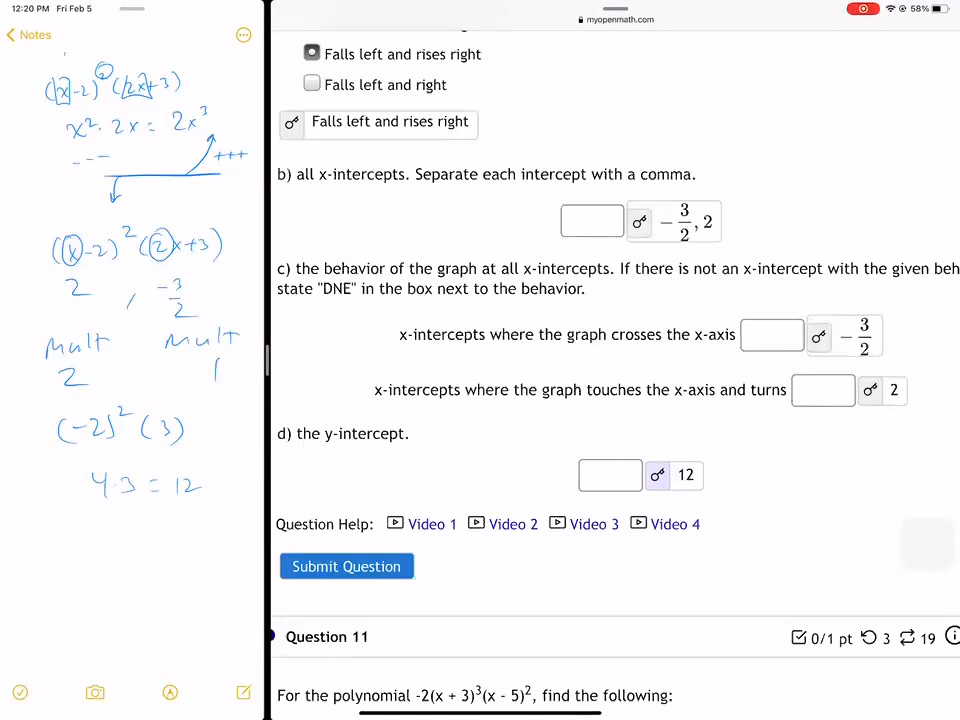 12:20 PM Fri Feb 5
58%
Notes
myopenmath.com
(x-2)² (2x+3)
x² · 2x = 2x³
---
+++
(x-2)² (2x+3)
2 , -3/2
Mult Mult
2 1
(-2)² (3)
4·3 = 12
Falls left and rises right
Falls left and right
Falls left and rises right
b) all x-intercepts. Separate each intercept with a comma.
− 3/2, 2
c) the behavior of the graph at all x-intercepts. If there is not an x-intercept with the given beh
state "DNE" in the box next to the behavior.
x-intercepts where the graph crosses the x-axis − 3/2
x-intercepts where the graph touches the x-axis and turns 2
d) the y-intercept.
12
Question Help: Video 1 Video 2 Video 3 Video 4
Submit Question
Question 11 0/1 pt 3 19
For the polynomial -2(x + 3)³(x - 5)², find the following: